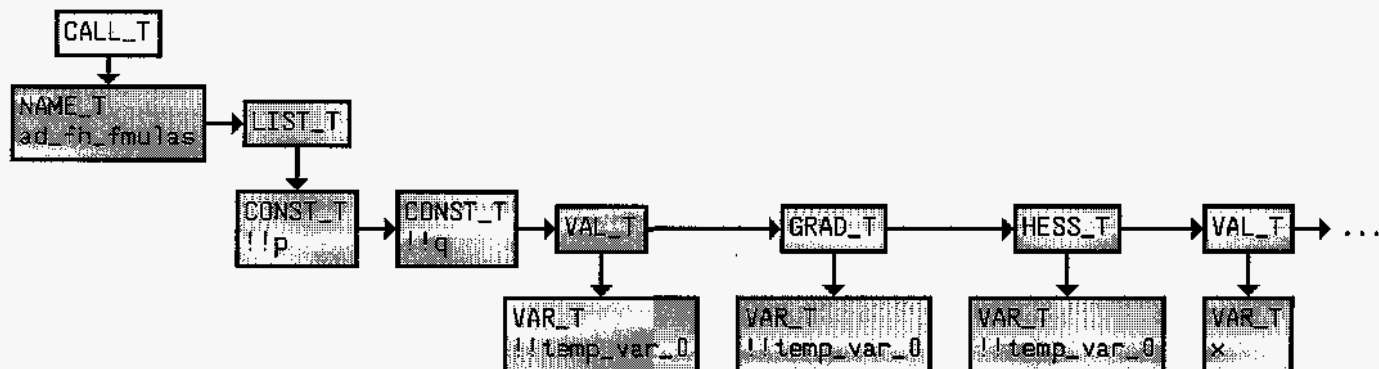 CALL_T
NAME_T
ad_fh_fmulas
LIST_T
CONST_T
!!p
CONST_T
!!q
VAL_T
GRAD_T
HESS_T
VAL_T
...
VAR_T
!!temp_var_0
VAR_T
!!temp_var_0
VAR_T
!!temp_var_0
VAR_T
x